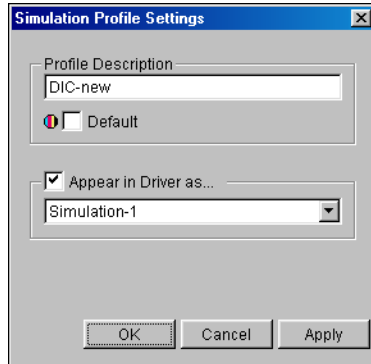 Simulation Profile Settings
Profile Description
DIC-new
Default
Appear in Driver as...
Simulation-1
OK Cancel Apply